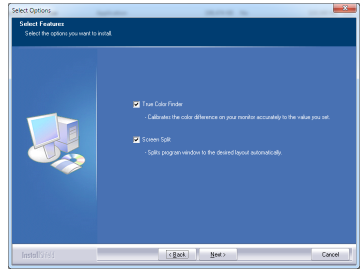 Select Options
Select Features
Select the options you want to install.
True Color Finder
- Calibrates the color difference on your monitor accurately to the value you set.
Screen Split
- Splits program window to the desired layout automatically.
Install
< Back
Next >
Cancel